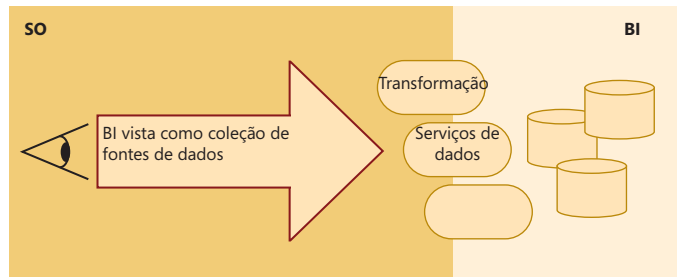 SO
BI
Transformação
BI vista como coleção de
fontes de dados
Serviços de
dados